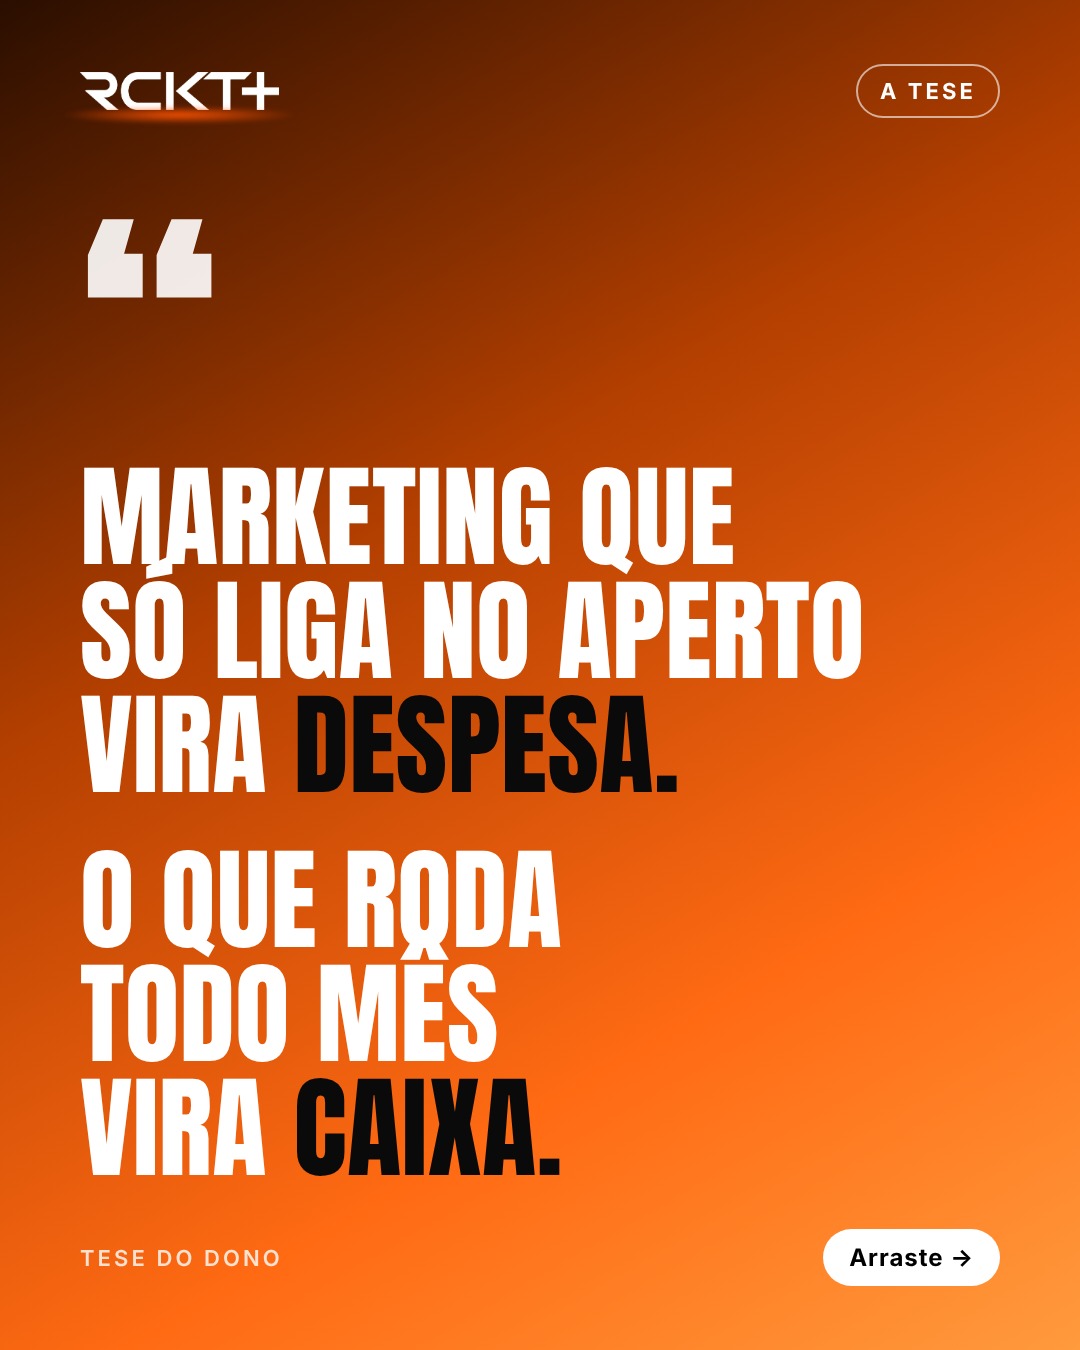 RCKT+
A TESE
“
MARKETING QUE
SÓ LIGA NO APERTO
VIRA DESPESA.
O QUE RODA
TODO MÊS
VIRA CAIXA.
TESE DO DONO
Arraste →